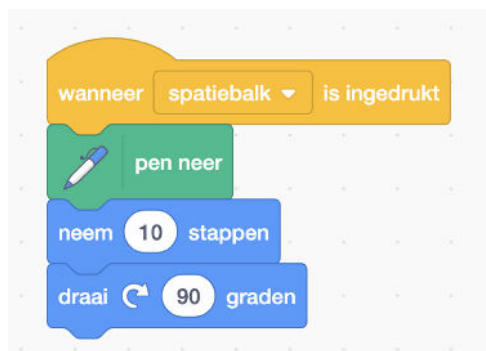 wanneer spatiebalk is ingedrukt
pen neer
neem 10 stappen
draai 90 graden